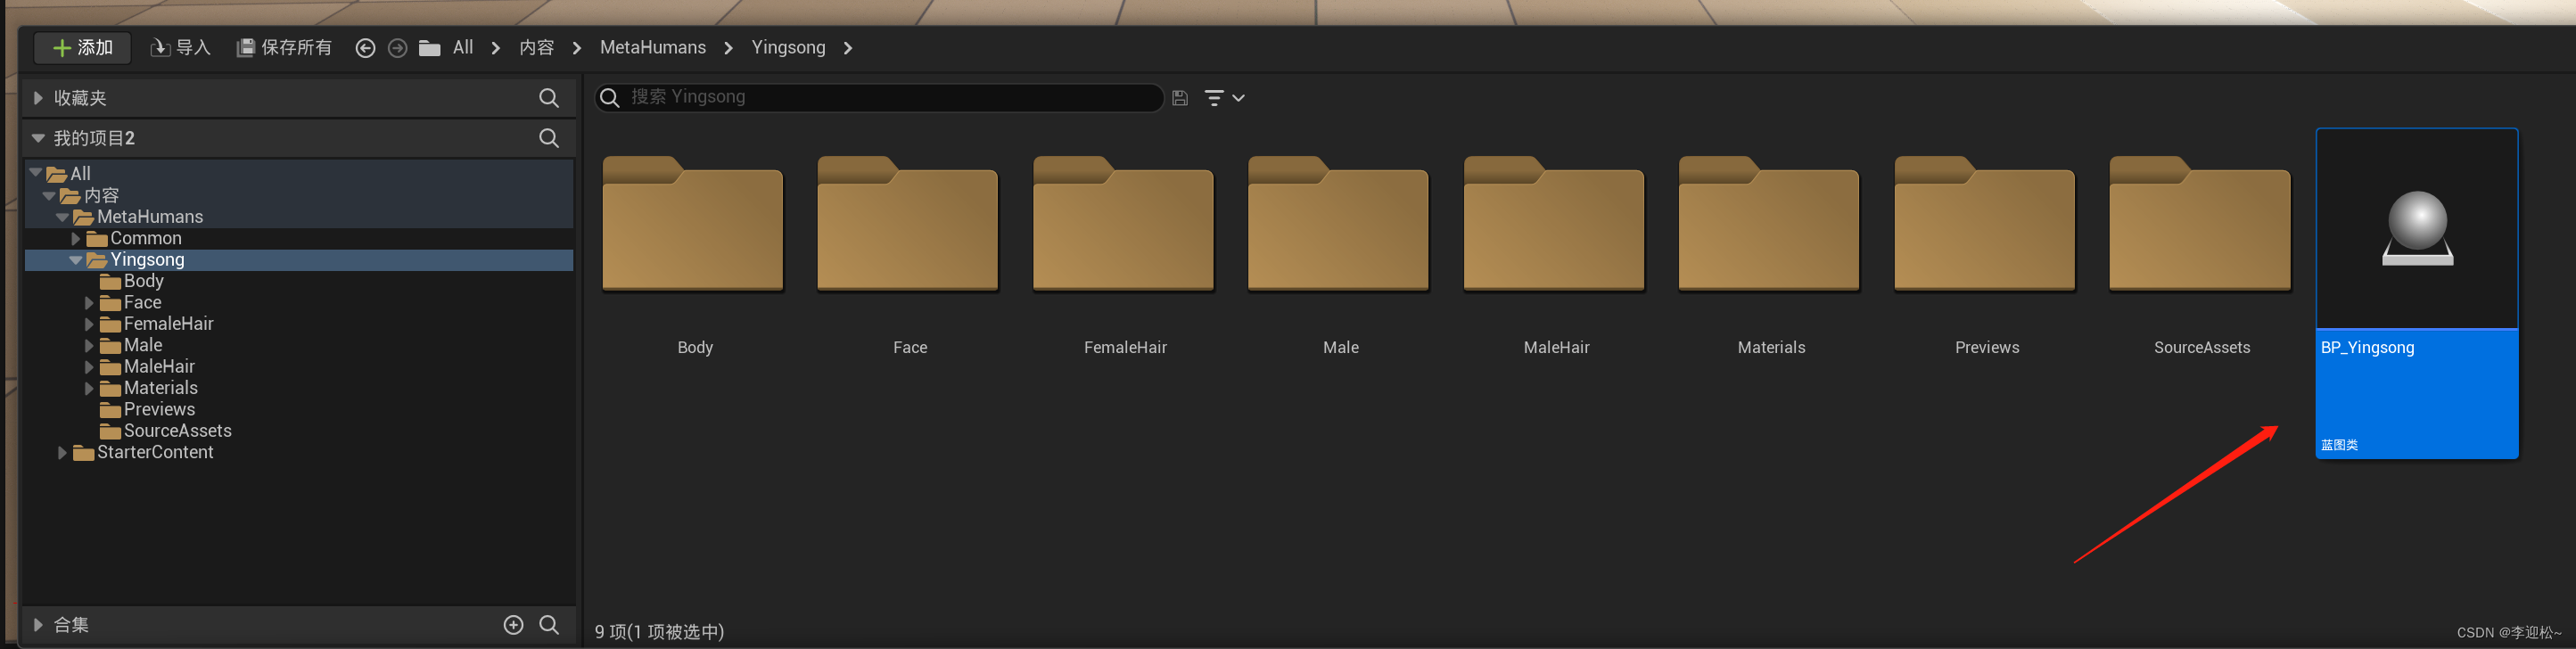 添加 导入 保存所有 All 内容 MetaHumans Yingsong
收藏夹
我的项目2
All
内容
MetaHumans
Common
Yingsong
Body
Face
FemaleHair
Male
MaleHair
Materials
Previews
SourceAssets
StarterContent
合集
搜索 Yingsong
Body Face FemaleHair Male MaleHair Materials Previews SourceAssets BP_Yingsong
蓝图类
9 项(1 项被选中)
CSDN @李迎松~